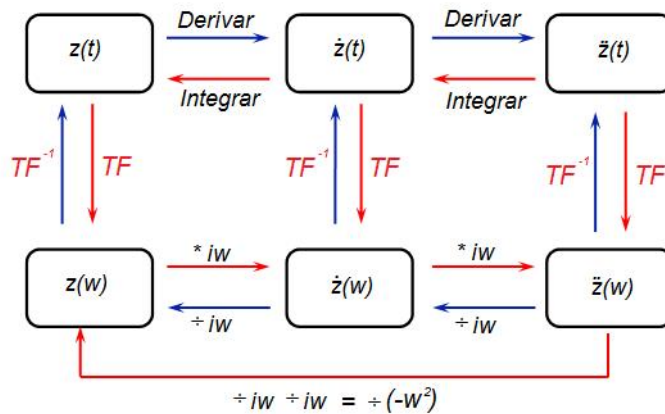 Derivar Derivar
z(t) ż(t) z̈(t)
Integrar Integrar
TF⁻¹ TF TF⁻¹ TF TF⁻¹ TF
* iw * iw
z(w) ż(w) z̈(w)
÷ iw ÷ iw
÷ iw ÷ iw = ÷ (-w²)